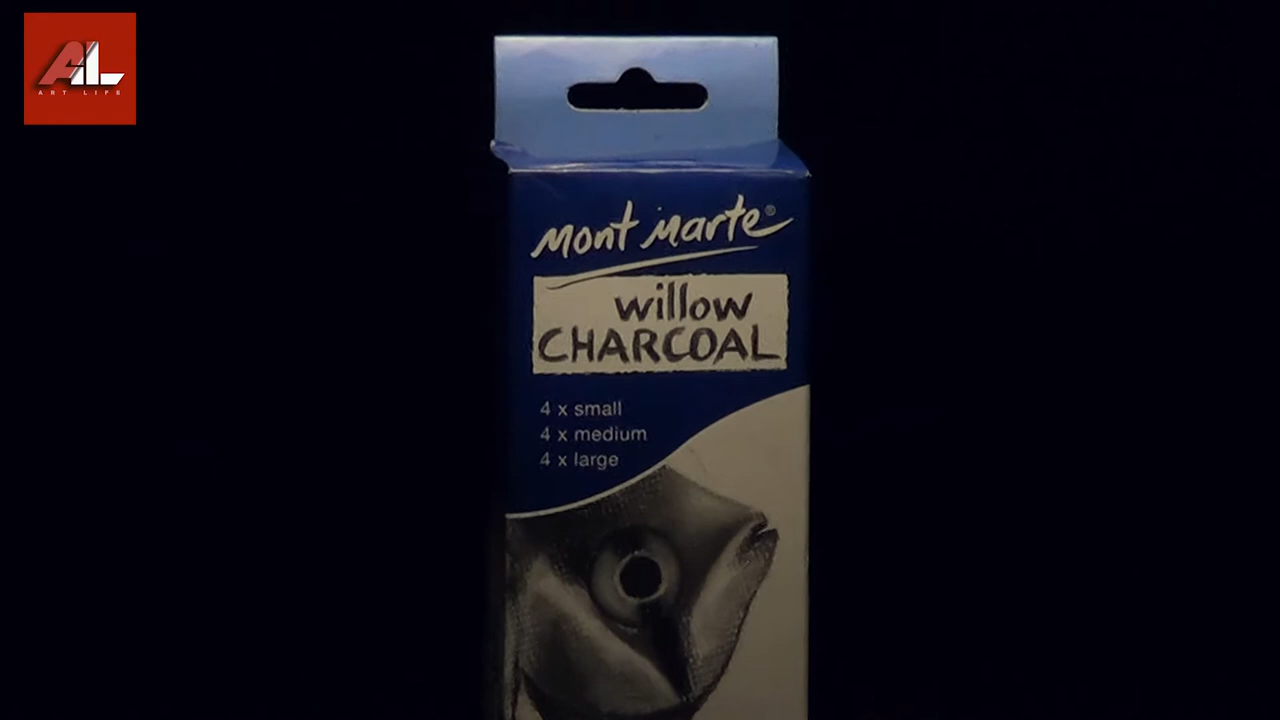 AL
ART LIFE
mont marte®
willow
CHARCOAL
4 x small
4 x medium
4 x large